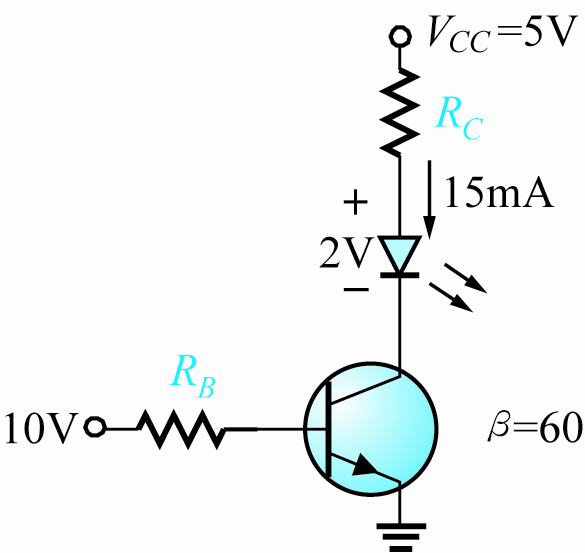 V_CC=5V
R_C
+
15mA
2V
−
R_B
10V
β=60